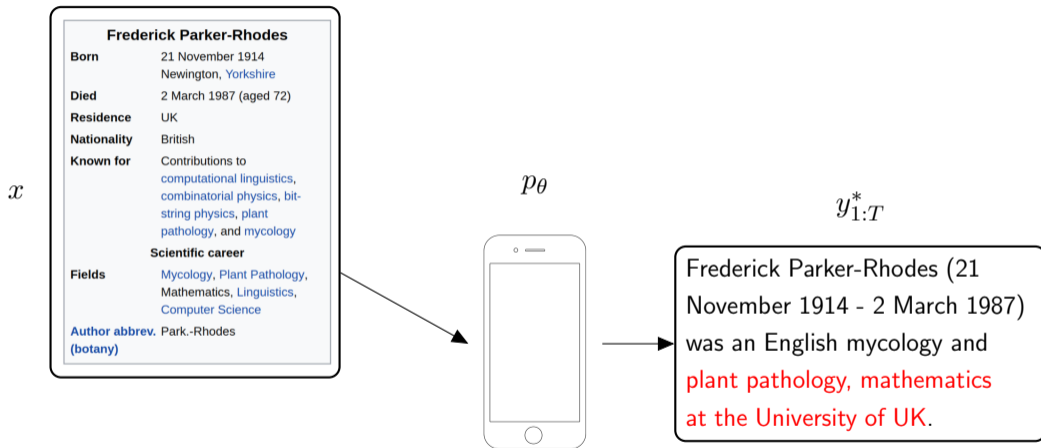 Frederick Parker-Rhodes
Born 21 November 1914
Newington, Yorkshire
Died 2 March 1987 (aged 72)
Residence UK
Nationality British
Known for Contributions to
computational linguistics,
combinatorial physics, bit-
string physics, plant
pathology, and mycology
Scientific career
Fields Mycology, Plant Pathology,
Mathematics, Linguistics,
Computer Science
Author abbrev. Park.-Rhodes
(botany)
x
p_θ
y*_{1:T}
Frederick Parker-Rhodes (21
November 1914 - 2 March 1987)
was an English mycology and
plant pathology, mathematics
at the University of UK.